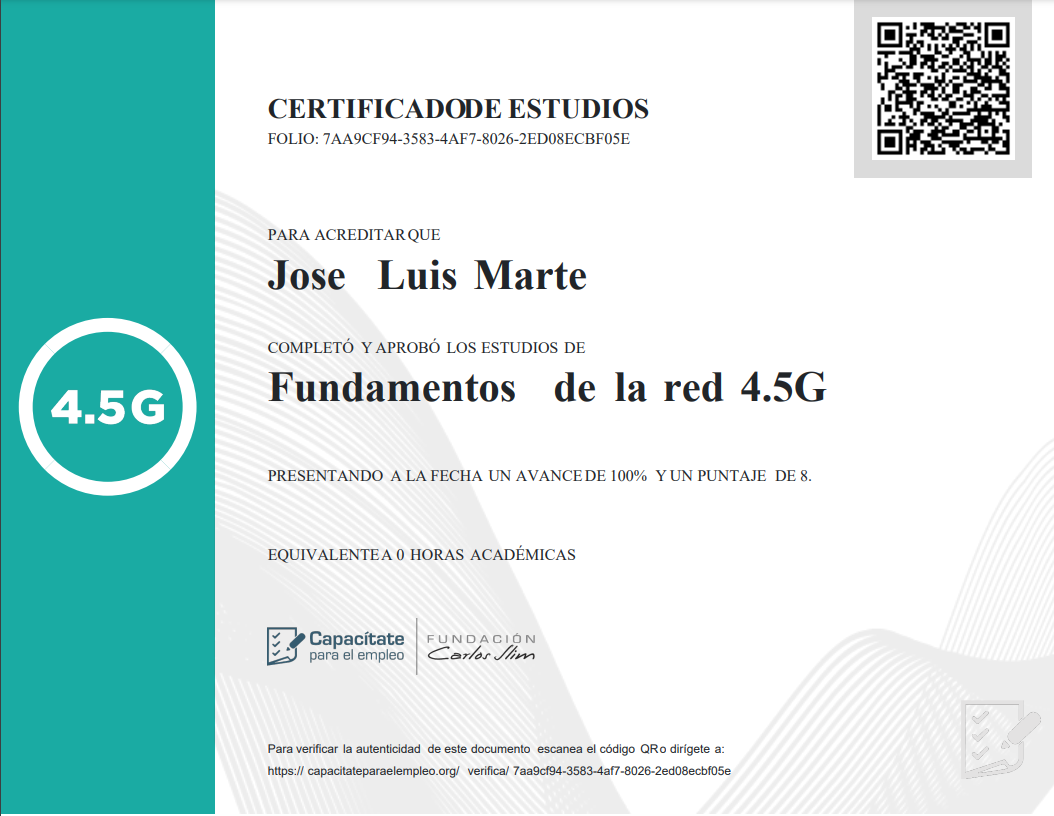 CERTIFICADO DE ESTUDIOS
FOLIO: 7AA9CF94-3583-4AF7-8026-2ED08ECBF05E
PARA ACREDITAR QUE
Jose Luis Marte
COMPLETÓ Y APROBÓ LOS ESTUDIOS DE
Fundamentos de la red 4.5G
4.5G
PRESENTANDO A LA FECHA UN AVANCE DE 100% Y UN PUNTAJE DE 8.
EQUIVALENTE A 0 HORAS ACADÉMICAS
Capacítate
para el empleo
FUNDACIÓN
Carlos Slim
Para verificar la autenticidad de este documento escanea el código QR o dirígete a:
https:// capacitateparaelempleo.org/ verifica/ 7aa9cf94-3583-4af7-8026-2ed08ecbf05e